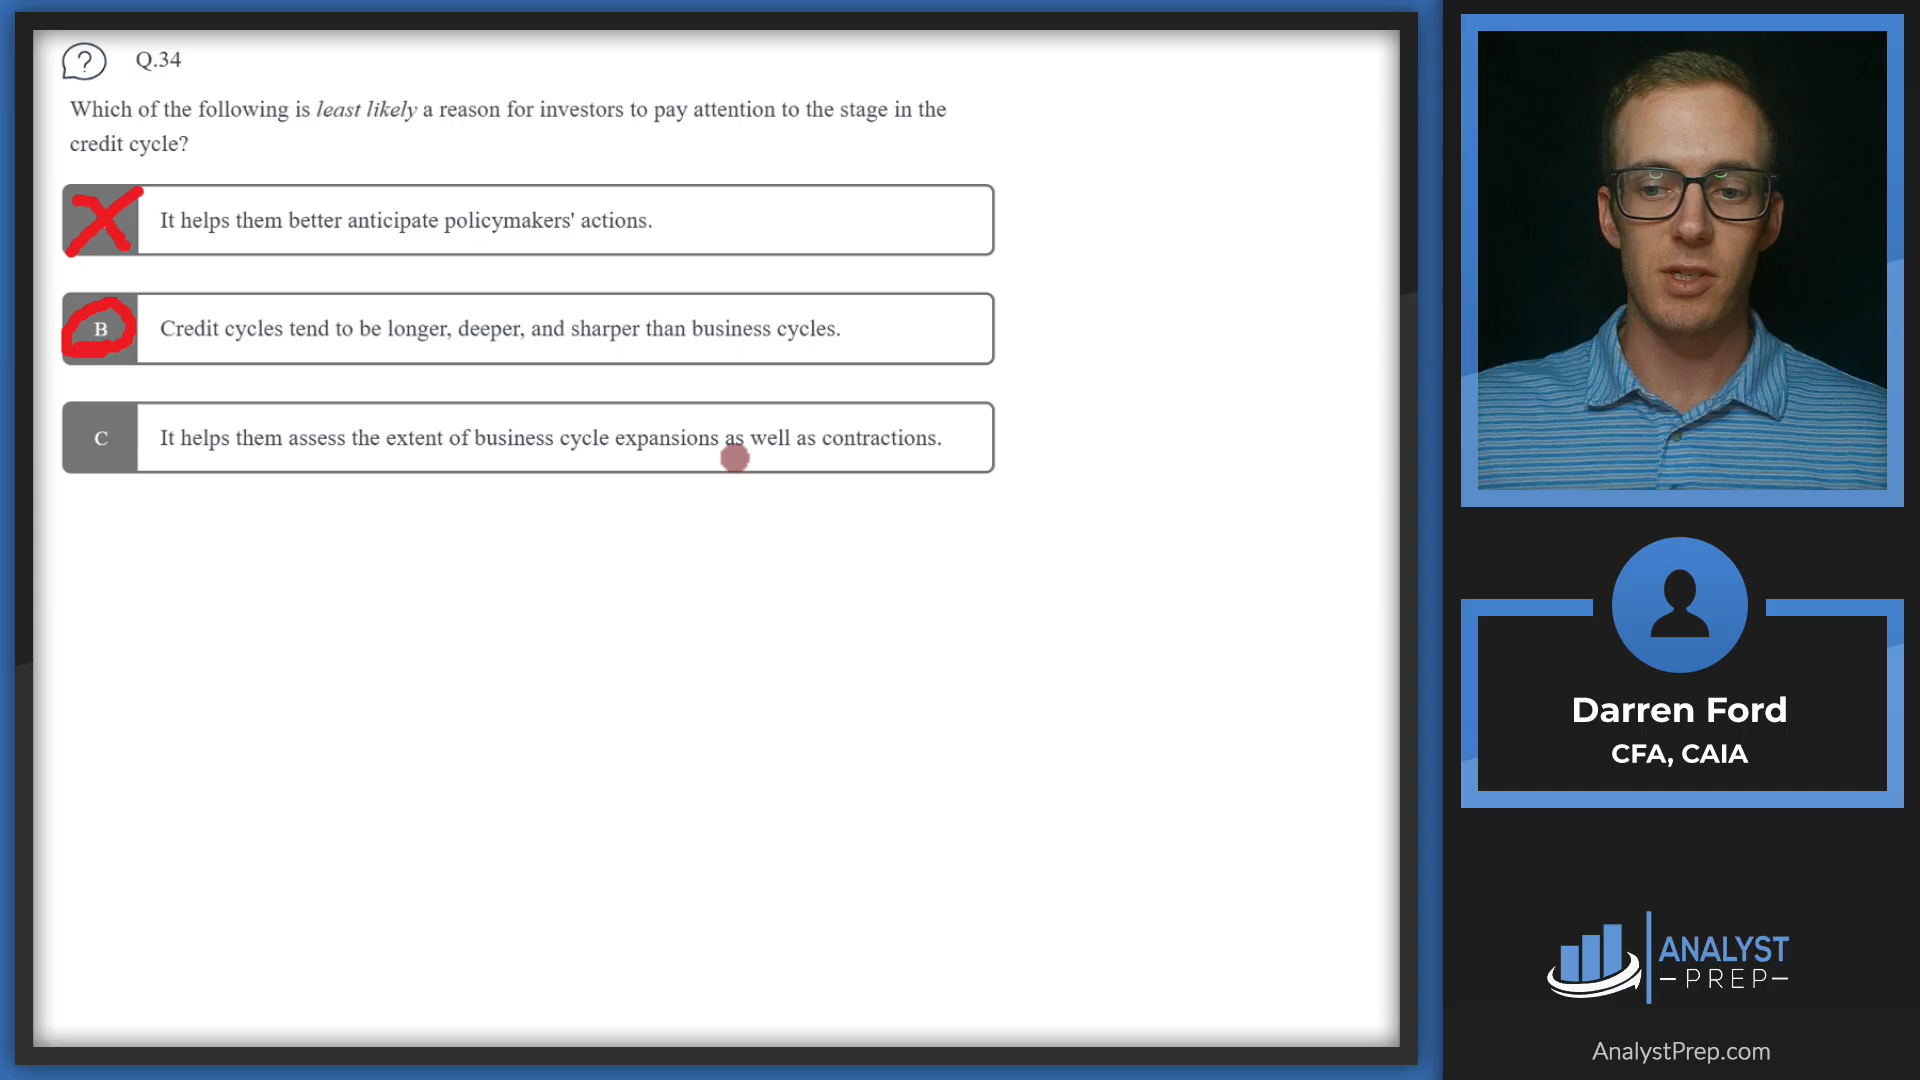 ?
Q.34
Which of the following is least likely a reason for investors to pay attention to the stage in the
credit cycle?
It helps them better anticipate policymakers' actions.
B
Credit cycles tend to be longer, deeper, and sharper than business cycles.
C
It helps them assess the extent of business cycle expansions as well as contractions.
Darren Ford
CFA, CAIA
ANALYST
PREP
AnalystPrep.com